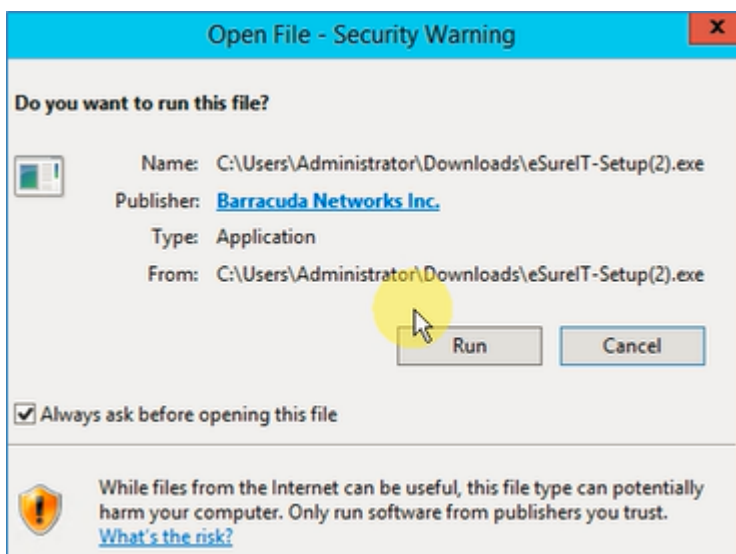 Open File - Security Warning
x
Do you want to run this file?
Name: C:\Users\Administrator\Downloads\eSureIT-Setup(2).exe
Publisher: Barracuda Networks Inc.
Type: Application
From: C:\Users\Administrator\Downloads\eSureIT-Setup(2).exe
Run Cancel
Always ask before opening this file
While files from the Internet can be useful, this file type can potentially
harm your computer. Only run software from publishers you trust.
What's the risk?